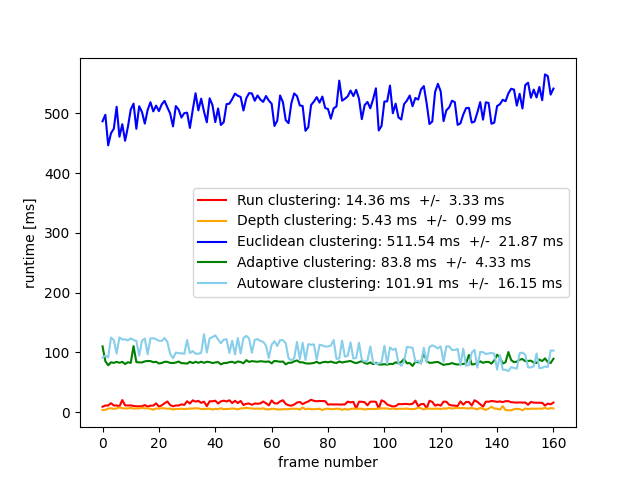 500
400
300
200
100
0
runtime [ms]
Run clustering: 14.36 ms +/- 3.33 ms
Depth clustering: 5.43 ms +/- 0.99 ms
Euclidean clustering: 511.54 ms +/- 21.87 ms
Adaptive clustering: 83.8 ms +/- 4.33 ms
Autoware clustering: 101.91 ms +/- 16.15 ms
0 20 40 60 80 100 120 140 160
frame number